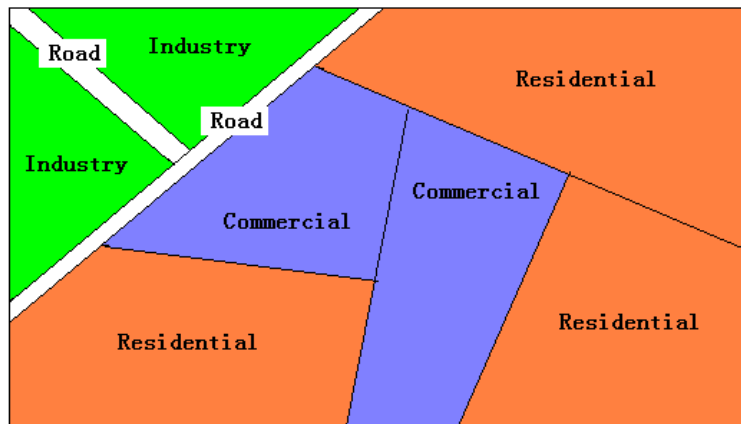 Industry
Road
Residential
Road
Industry
Commercial
Commercial
Residential
Residential